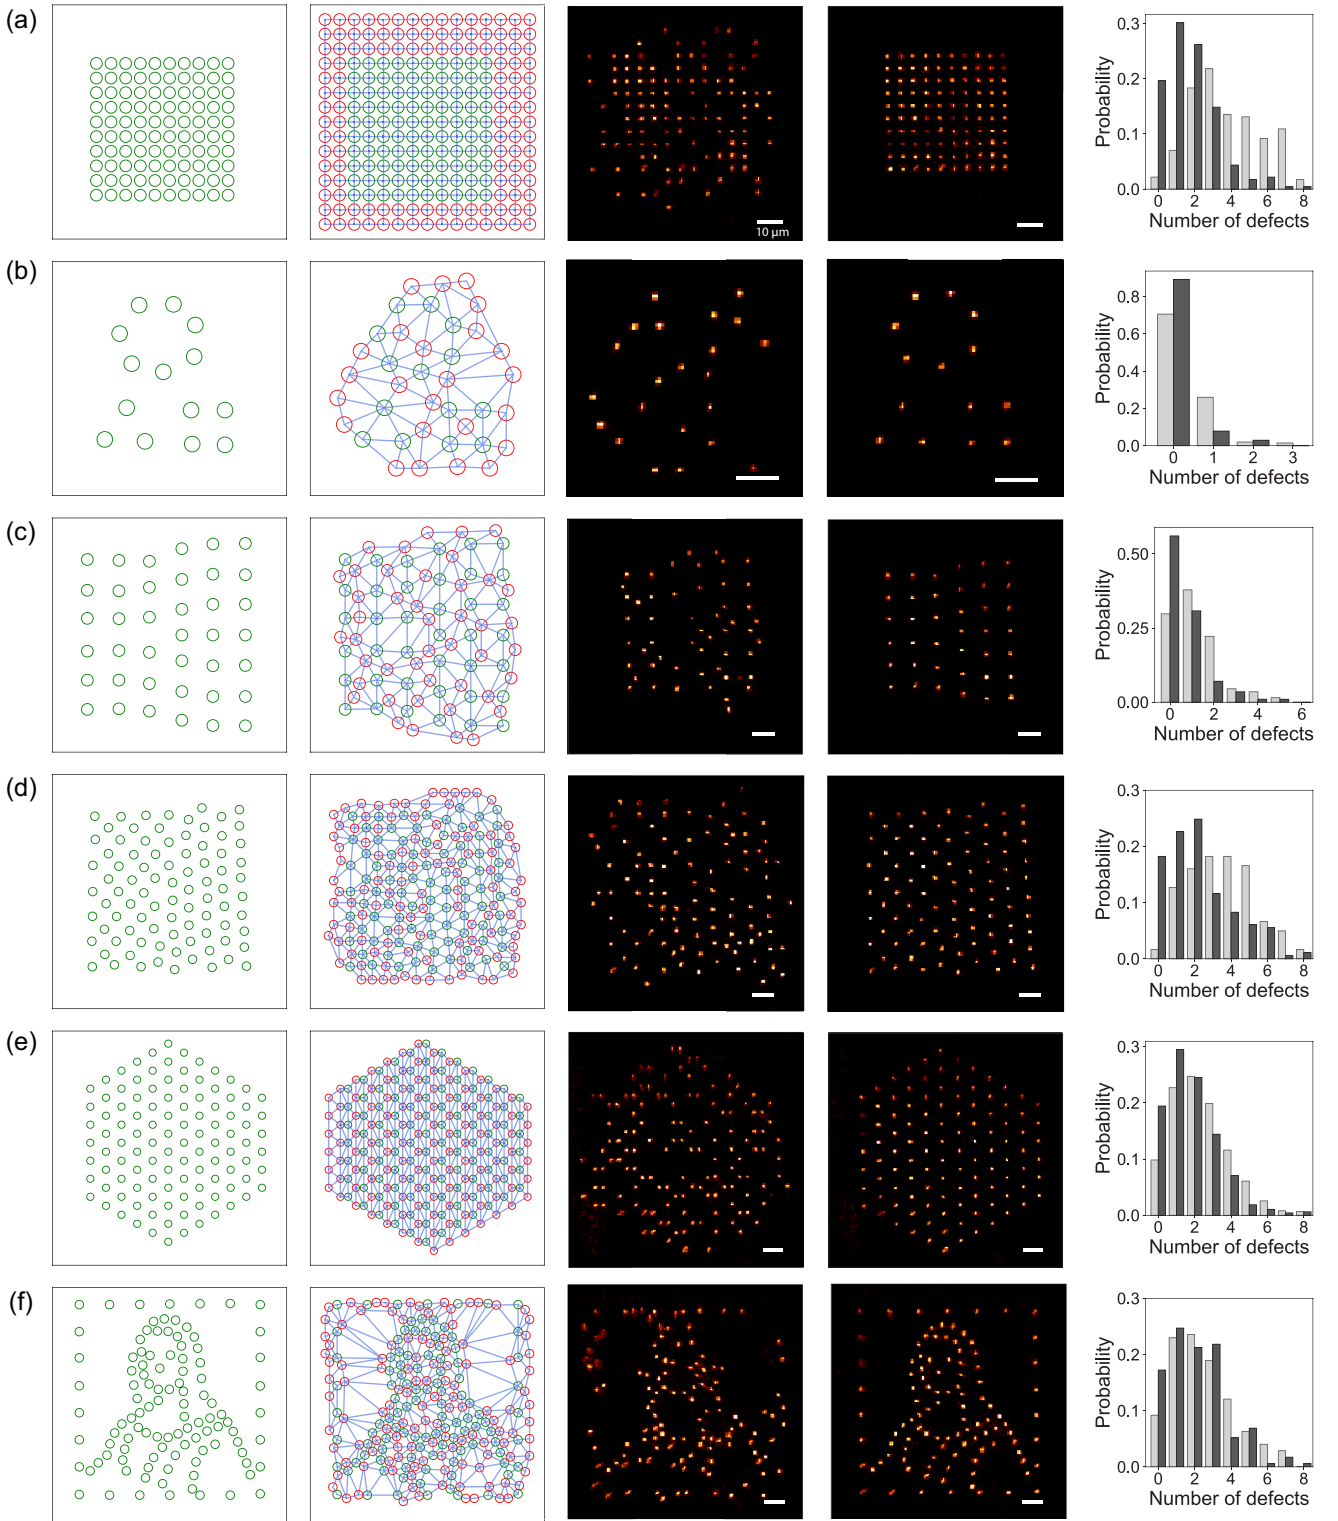 (a)
10 μm
0.3
0.2
0.1
0.0
Probability
0 2 4 6 8
Number of defects
(b)
0.8
0.6
0.4
0.2
0.0
Probability
0 1 2 3
Number of defects
(c)
0.50
0.25
0.00
Probability
0 2 4 6
Number of defects
(d)
0.3
0.2
0.1
0.0
Probability
0 2 4 6 8
Number of defects
(e)
0.3
0.2
0.1
0.0
Probability
0 2 4 6 8
Number of defects
(f)
0.3
0.2
0.1
0.0
Probability
0 2 4 6 8
Number of defects